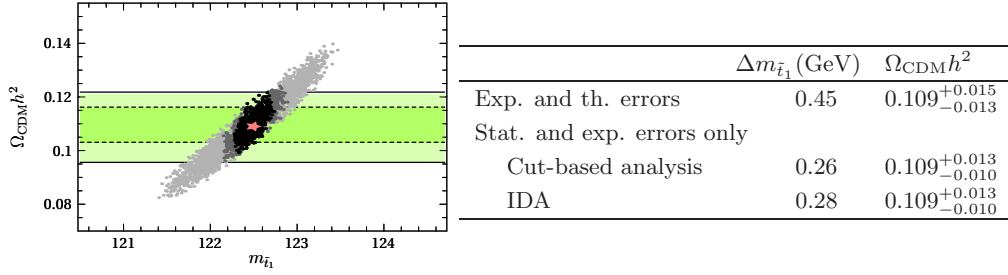 0.14
0.12
0.1
0.08
Ω_CDM h²
121 122 123 124
m_t̃₁
Δm_t̃₁(GeV) Ω_CDM h²
Exp. and th. errors 0.45 0.109^{+0.015}_{−0.013}
Stat. and exp. errors only
Cut-based analysis 0.26 0.109^{+0.013}_{−0.010}
IDA 0.28 0.109^{+0.013}_{−0.010}